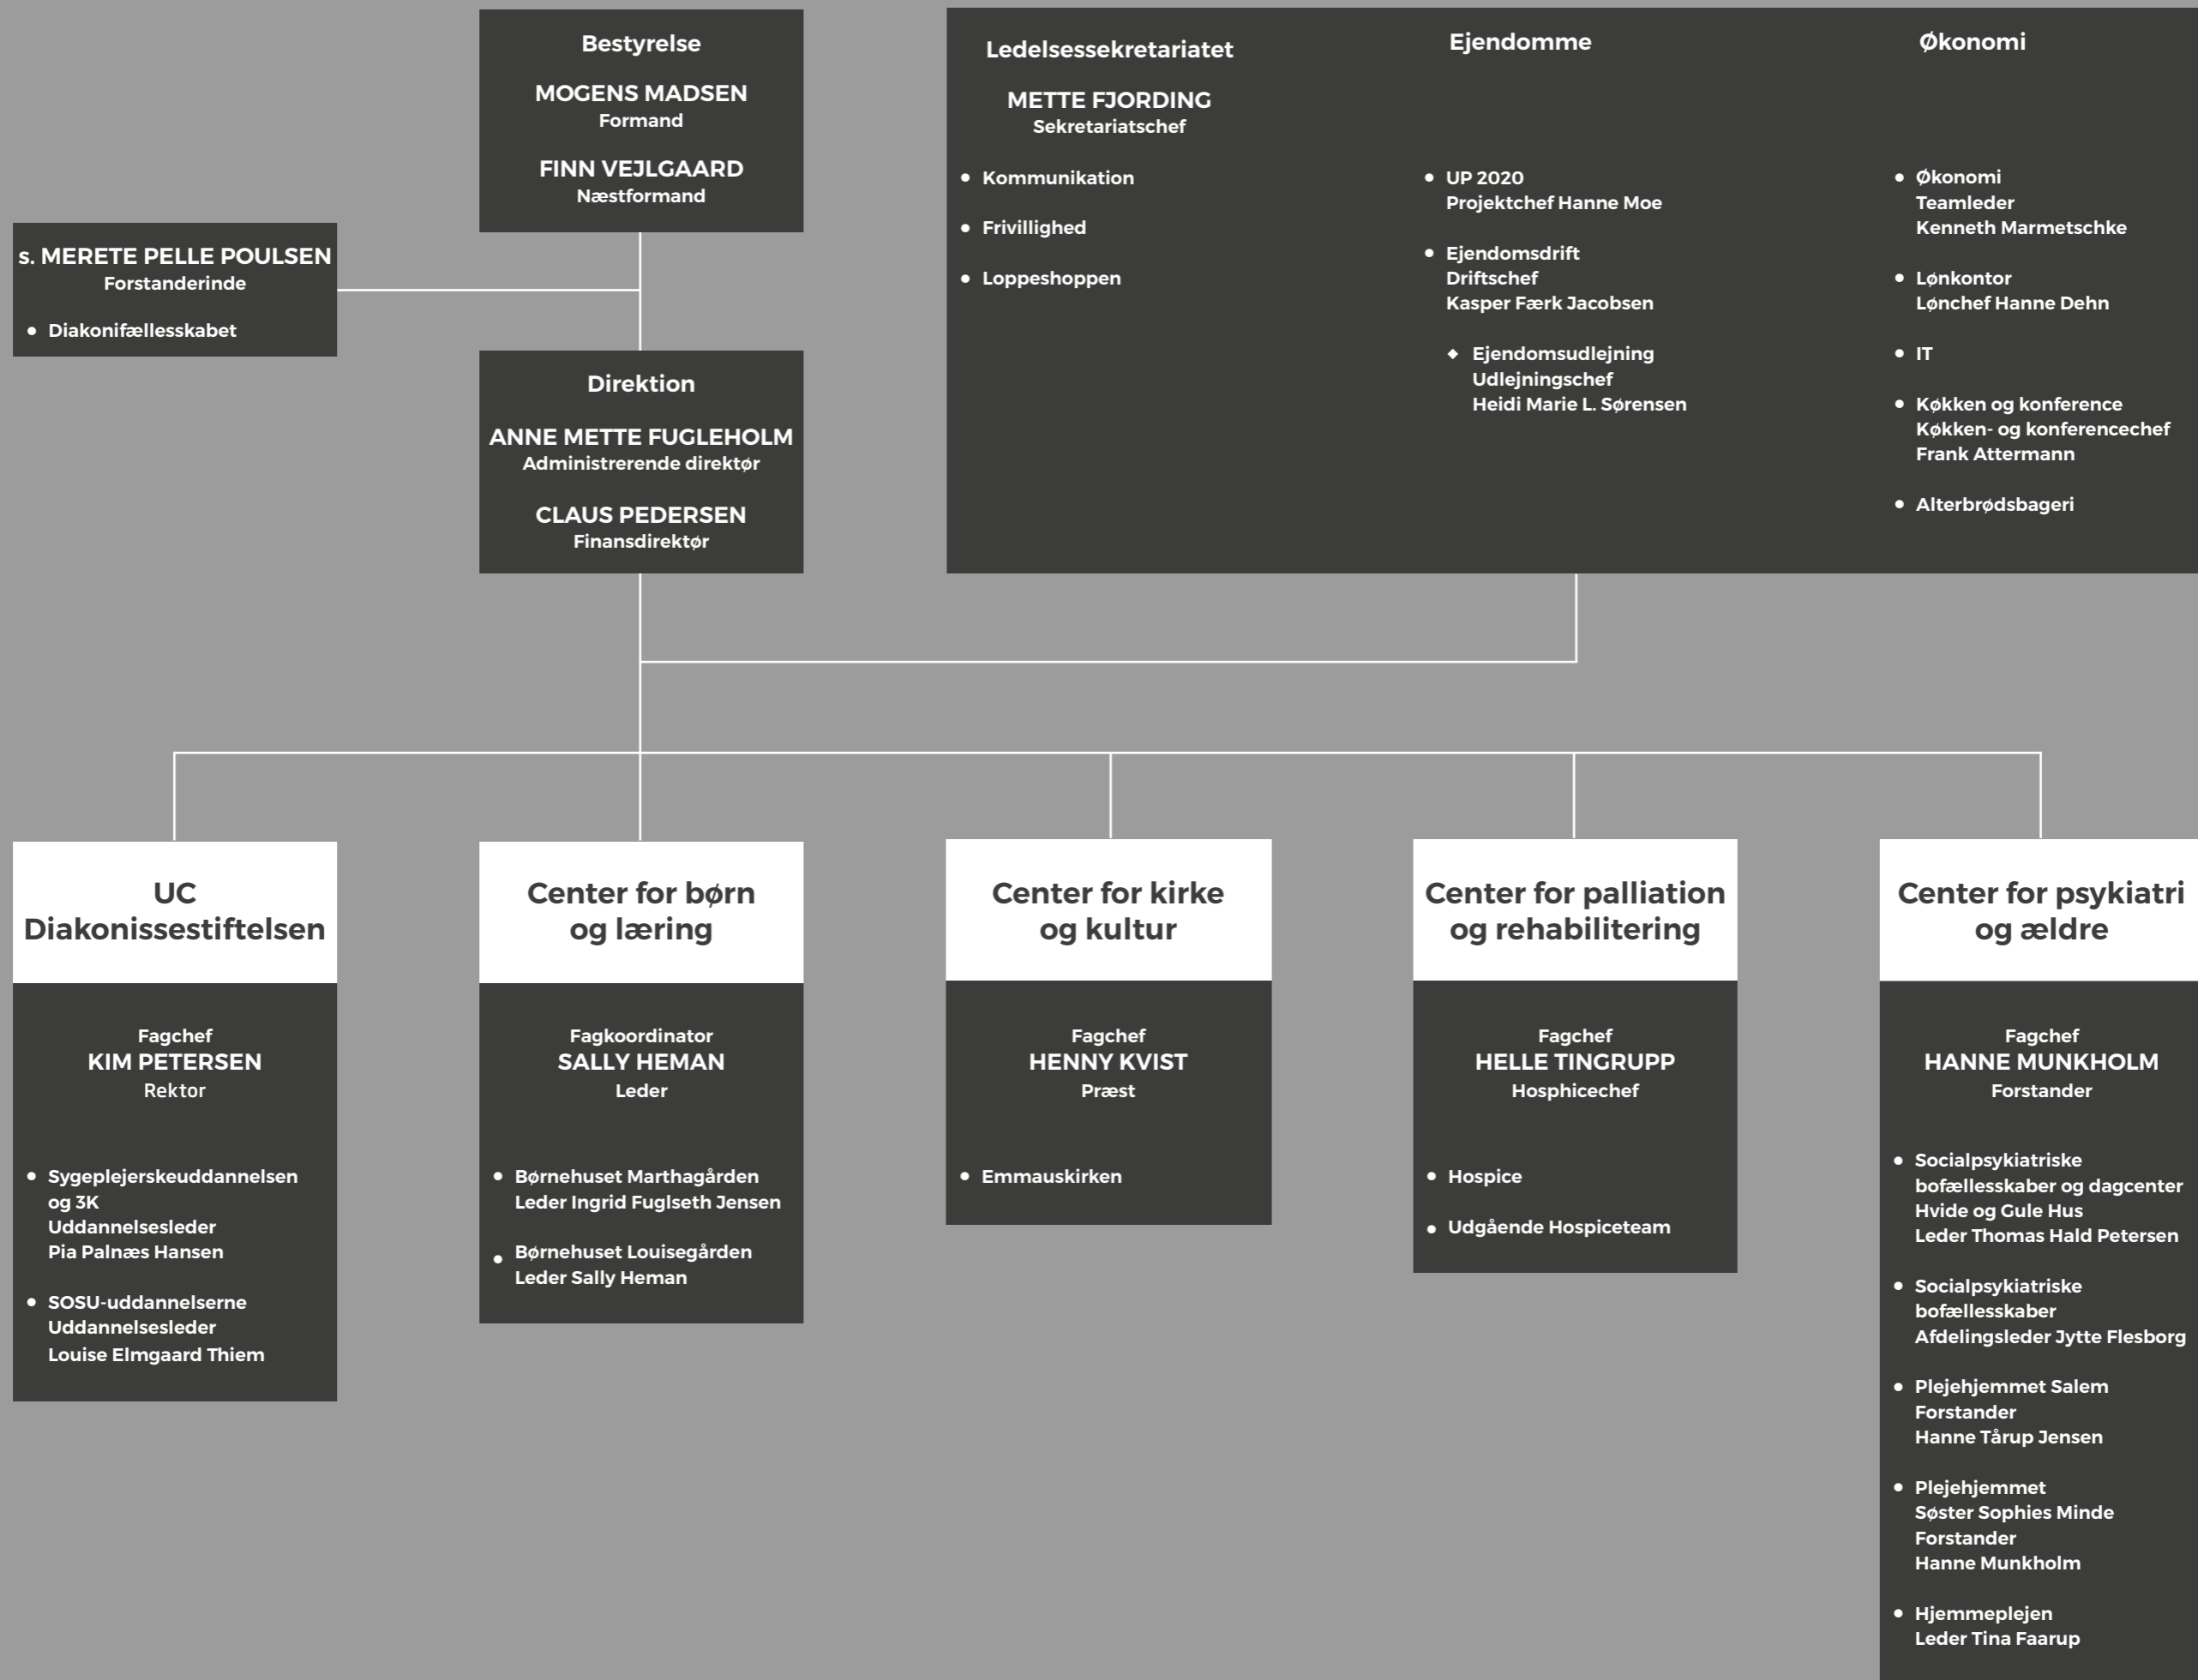 Bestyrelse
MOGENS MADSEN
Formand
FINN VEJLGAARD
Næstformand
s. MERETE PELLE POULSEN
Forstanderinde
• Diakonifællesskabet
Direktion
ANNE METTE FUGLEHOLM
Administrerende direktør
CLAUS PEDERSEN
Finansdirektør
Ledelsessekretariatet
METTE FJORDING
Sekretariatschef
• Kommunikation
• Frivillighed
• Loppeshoppen
Ejendomme
• UP 2020
Projektchef Hanne Moe
• Ejendomsdrift
Driftschef
Kasper Færk Jacobsen
◆ Ejendomsudlejning
Udlejningschef
Heidi Marie L. Sørensen
Økonomi
• Økonomi
Teamleder
Kenneth Marmetschke
• Lønkontor
Lønchef Hanne Dehn
• IT
• Køkken og konference
Køkken- og konferencechef
Frank Attermann
• Alterbrødsbageri
UC
Diakonissestiftelsen
Fagchef
KIM PETERSEN
Rektor
• Sygeplejerskeuddannelsen
og 3K
Uddannelsesleder
Pia Palnæs Hansen
• SOSU-uddannelserne
Uddannelsesleder
Louise Elmgaard Thiem
Center for børn
og læring
Fagkoordinator
SALLY HEMAN
Leder
• Børnehuset Marthagården
Leder Ingrid Fuglseth Jensen
• Børnehuset Louisegården
Leder Sally Heman
Center for kirke
og kultur
Fagchef
HENNY KVIST
Præst
• Emmauskirken
Center for palliation
og rehabilitering
Fagchef
HELLE TINGRUPP
Hosphicechef
• Hospice
• Udgående Hospiceteam
Center for psykiatri
og ældre
Fagchef
HANNE MUNKHOLM
Forstander
• Socialpsykiatriske
bofællesskaber og dagcenter
Hvide og Gule Hus
Leder Thomas Hald Petersen
• Socialpsykiatriske
bofællesskaber
Afdelingsleder Jytte Flesborg
• Plejehjemmet Salem
Forstander
Hanne Tårup Jensen
• Plejehjemmet
Søster Sophies Minde
Forstander
Hanne Munkholm
• Hjemmeplejen
Leder Tina Faarup